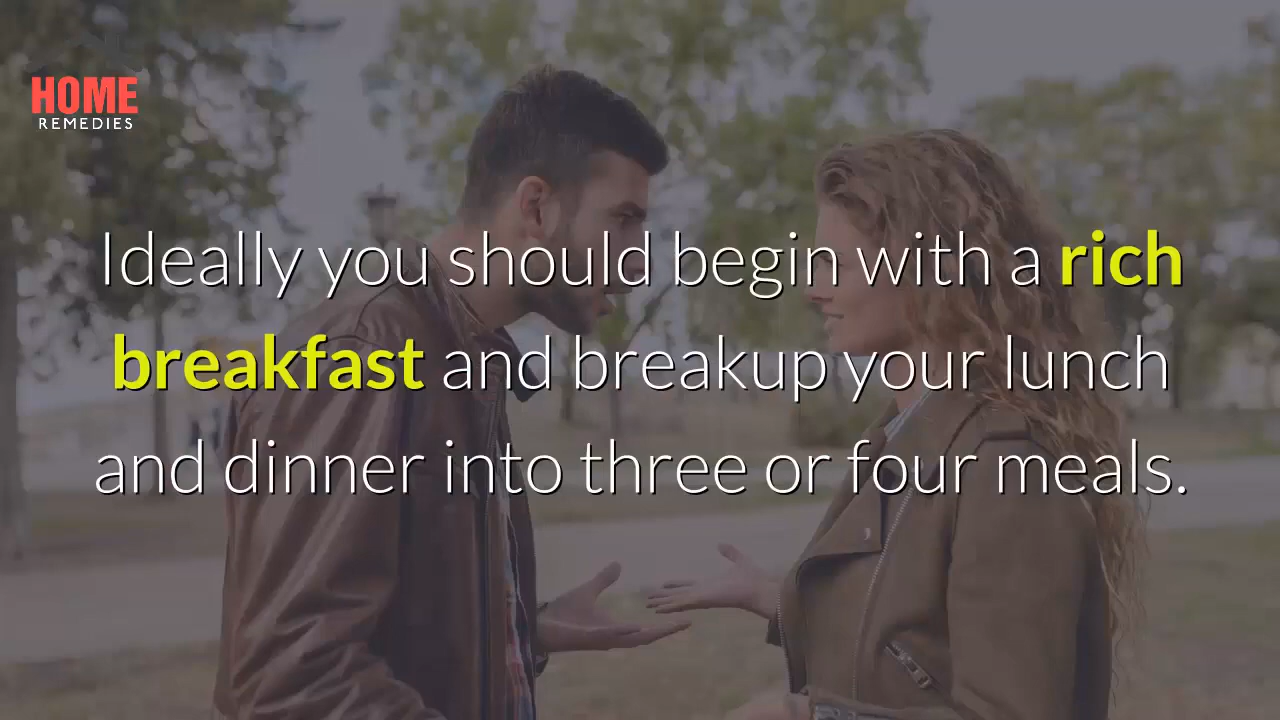 HOME
REMEDIES
Ideally you should begin with a rich
breakfast and breakup your lunch
and dinner into three or four meals.